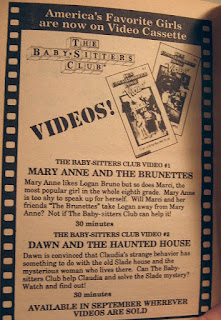 America's Favorite Girls
are now on Video Cassette
THE
BABY-SITTERS
CLUB
VIDEOS!
THE BABY-SITTERS CLUB VIDEO #1
MARY ANNE AND THE BRUNETTES
Mary Anne likes Logan Bruno but so does Marci, the
most popular girl in the whole eighth grade. Mary Anne
is too shy to speak up for herself. Will Marci and her
friends "The Brunettes" take Logan away from Mary
Anne? Not if The Baby-sitters Club can help it!
30 minutes
THE BABY-SITTERS CLUB VIDEO #2
DAWN AND THE HAUNTED HOUSE
Dawn is convinced that Claudia's strange behavior has
something to do with the old Slade house and the
mysterious woman who lives there. Can The Baby-
sitters Club help Claudia and solve the Slade mystery?
Watch and find out!
30 minutes
AVAILABLE IN SEPTEMBER WHEREVER
VIDEOS ARE SOLD